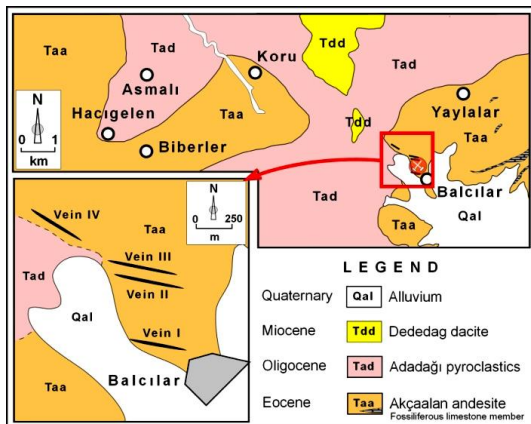 Taa
Tad
Asmalı
Hacıgelen
Koru
Taa
Biberler
N
0 1
km
Tdd
Tdd
Tad
Yaylalar
Taa
Balcılar
Qal
Tad
Taa
Vein IV
Taa
N
0 250
m
Vein III
Vein II
Tad
Qal
Vein I
Taa
Balcılar
LEGEND
Quaternary Qal Alluvium
Miocene Tdd Dededag dacite
Oligocene Tad Adadağı pyroclastics
Eocene Taa Akçaalan andesite
Fossiliferous limestone member